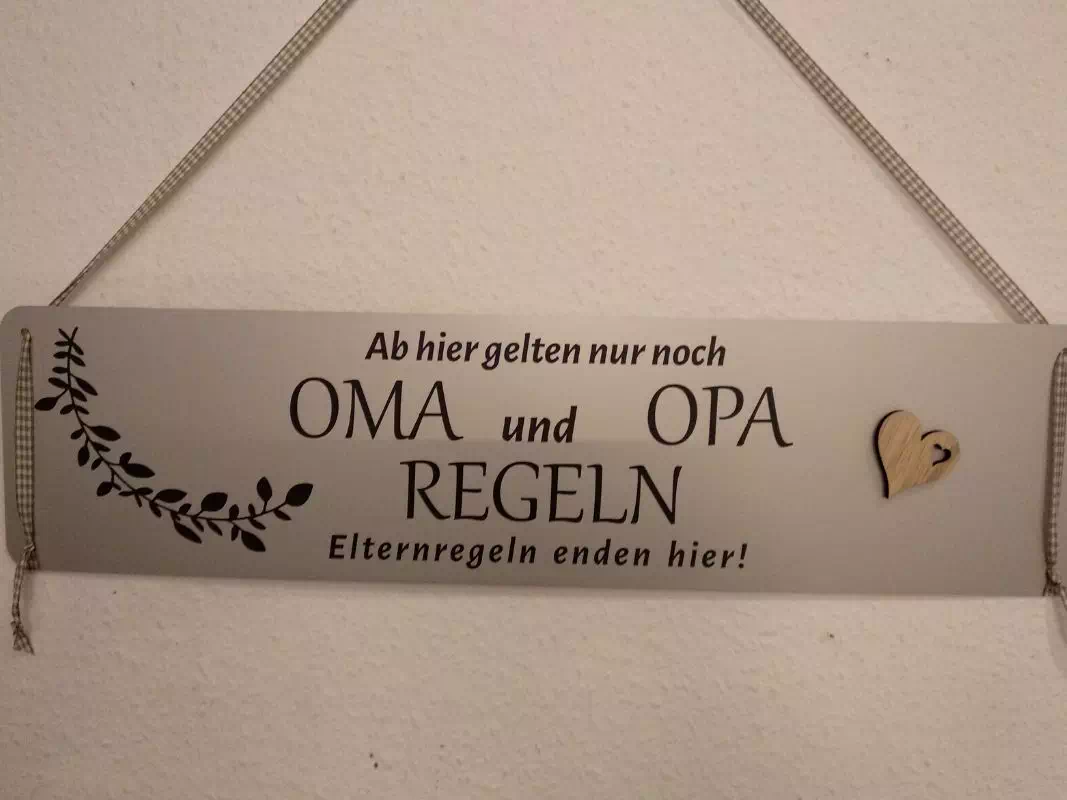 Ab hier gelten nur noch
OMA und OPA
REGELN
Elternregeln enden hier!